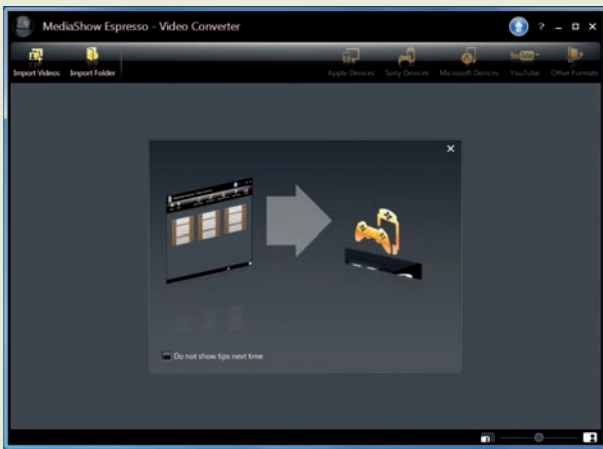 MediaShow Espresso - Video Converter
Import Videos Import Folder Apple Devices Sony Devices Microsoft Devices YouTube Other Formats
Do not show tips next time